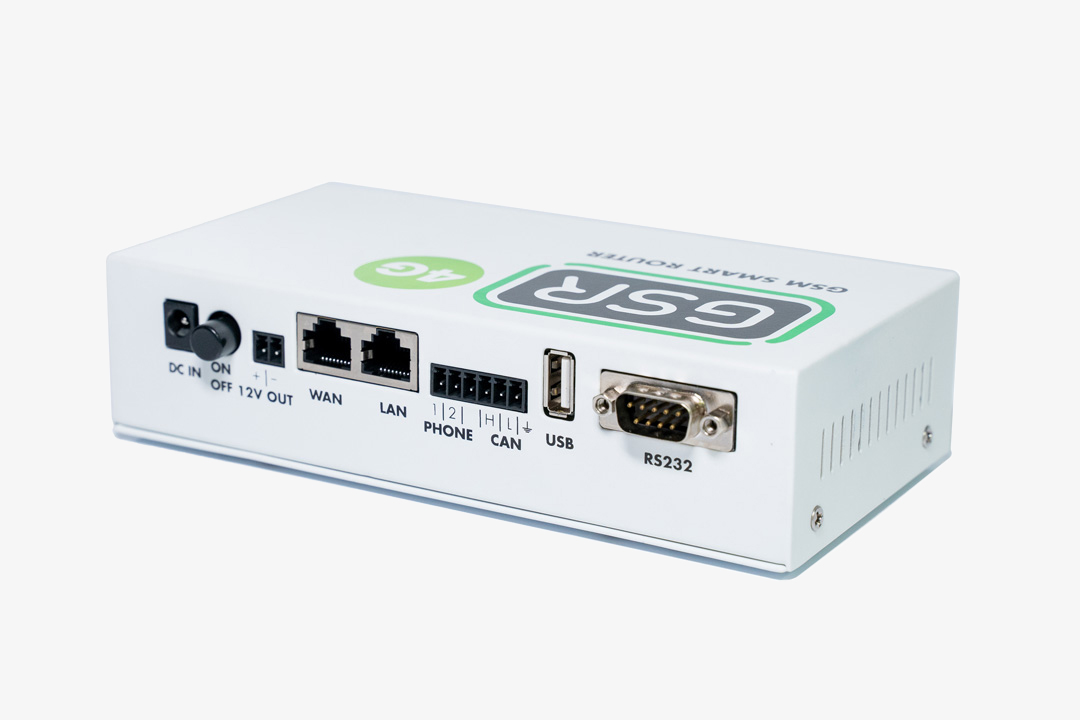 4G
GSR
GSM SMART ROUTER
DC IN
ON
OFF
+ | -
12V OUT
WAN
LAN
1|2| |H|L|⏚
PHONE CAN
USB
RS232